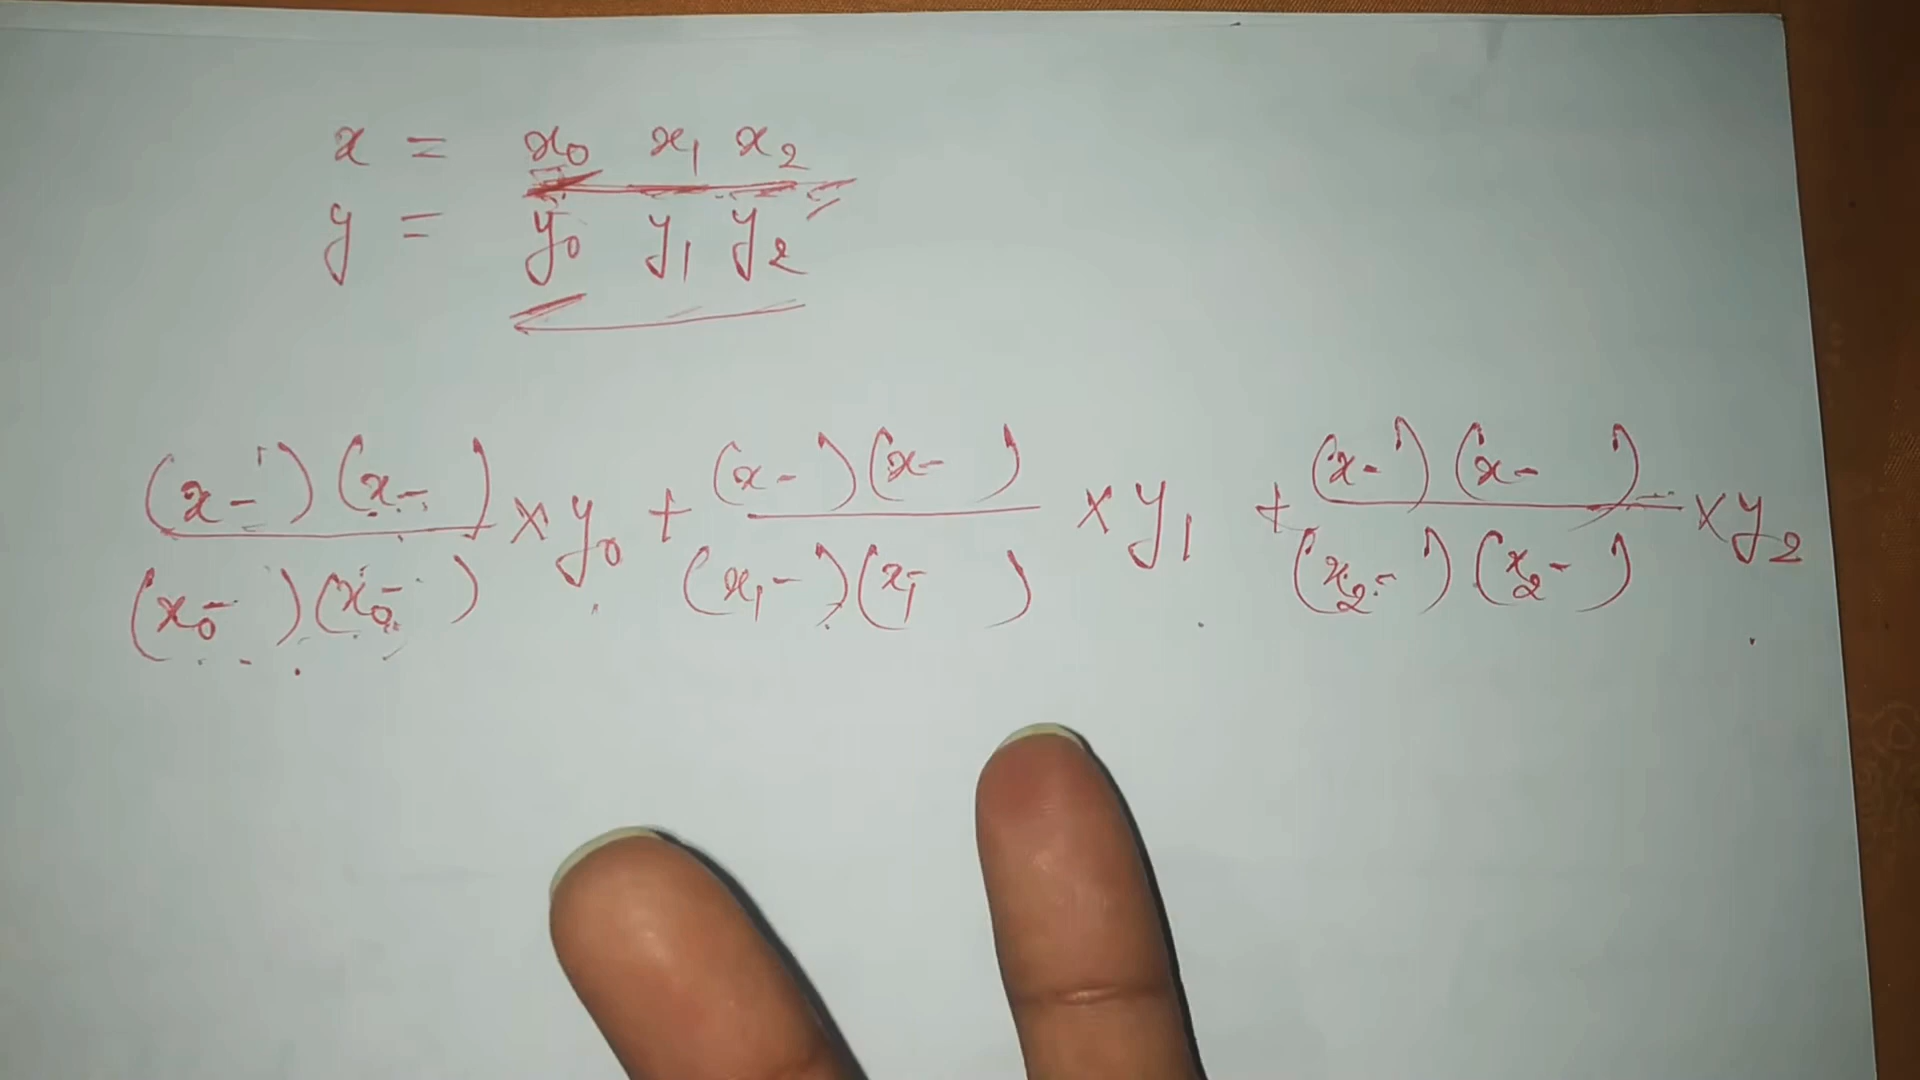 x = x₀ x₁ x₂
y = y₀ y₁ y₂
(x- )(x- ) / (x₀- )(x₀- ) × y₀ + (x- )(x- ) / (x₁- )(x₁- ) × y₁ + (x- )(x- ) / (x₂- )(x₂- ) × y₂